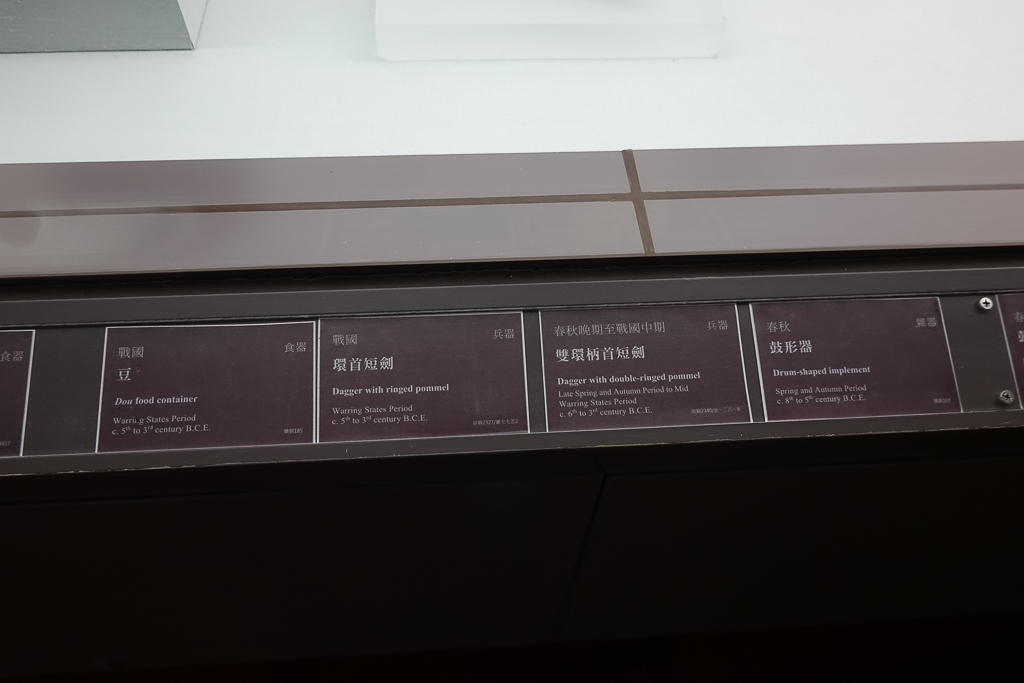 食器
戰國
食器
豆
Dou food container
Warring States Period
c. 5th to 3rd century B.C.E.
戰國
兵器
環首短劍
Dagger with ringed pommel
Warring States Period
c. 5th to 3rd century B.C.E.
春秋晚期至戰國中期
兵器
雙環柄首短劍
Dagger with double-ringed pommel
Late Spring and Autumn Period to Mid
Warring States Period
c. 6th to 3rd century B.C.E.
春秋
雜器
鼓形器
Drum-shaped implement
Spring and Autumn Period
c. 8th to 5th century B.C.E.